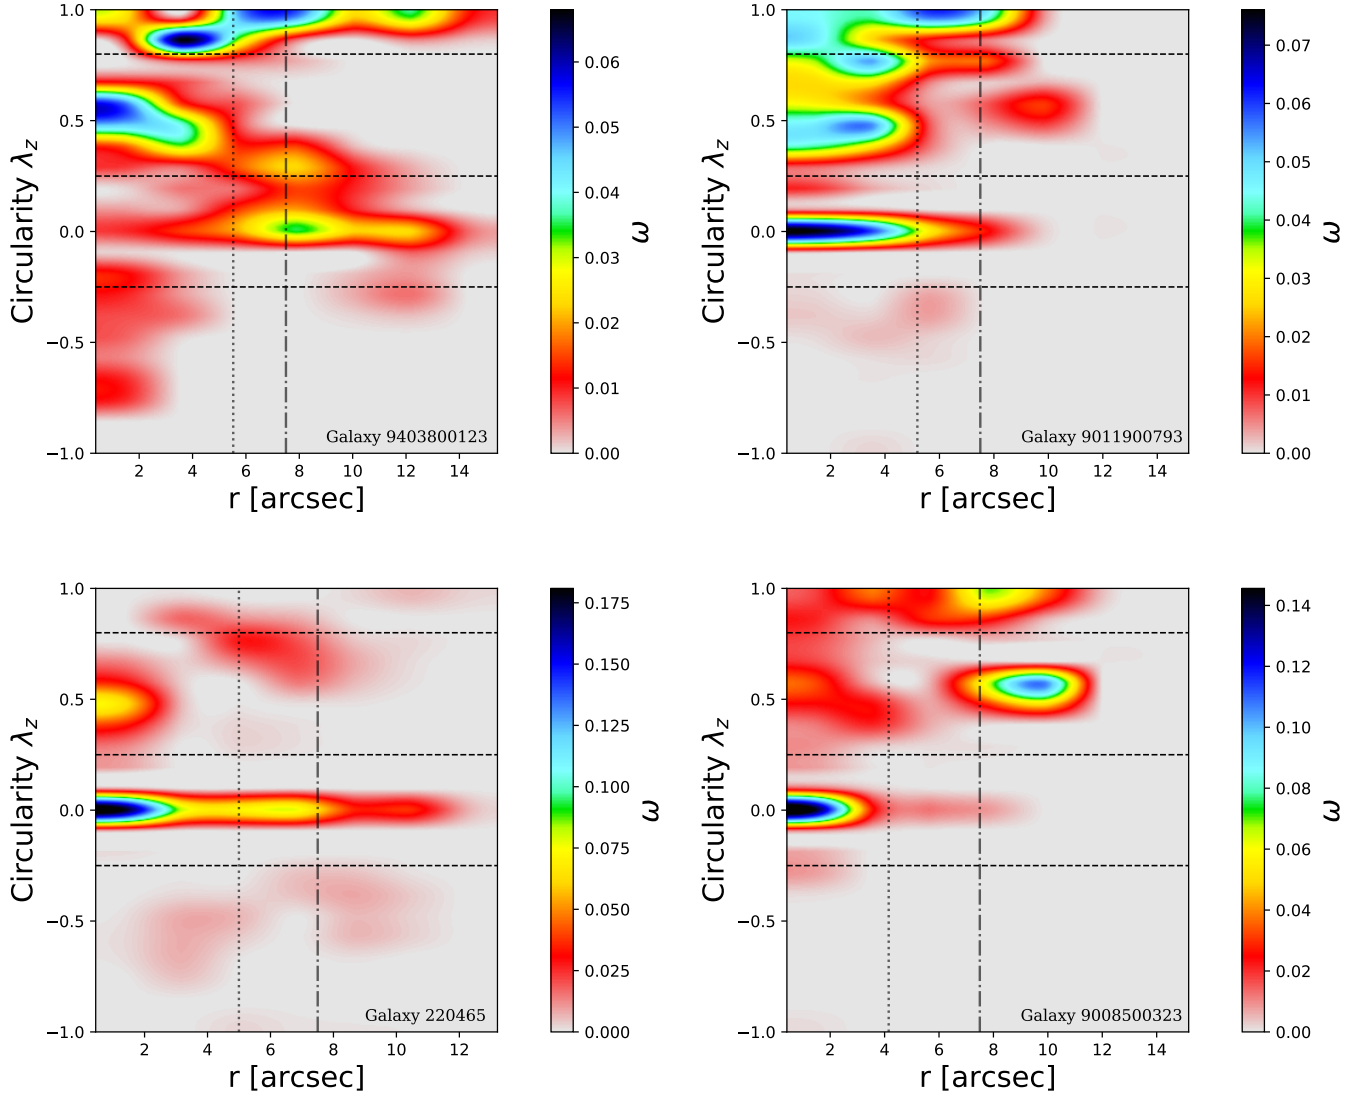 1.0
0.5
0.0
−0.5
−1.0
Circularity λz
2 4 6 8 10 12 14
r [arcsec]
Galaxy 9403800123
0.06
0.05
0.04
0.03
0.02
0.01
0.00
ω
1.0
0.5
0.0
−0.5
−1.0
Circularity λz
2 4 6 8 10 12 14
r [arcsec]
Galaxy 9011900793
0.07
0.06
0.05
0.04
0.03
0.02
0.01
0.00
ω
1.0
0.5
0.0
−0.5
−1.0
Circularity λz
2 4 6 8 10 12
r [arcsec]
Galaxy 220465
0.175
0.150
0.125
0.100
0.075
0.050
0.025
0.000
ω
1.0
0.5
0.0
−0.5
−1.0
Circularity λz
2 4 6 8 10 12 14
r [arcsec]
Galaxy 9008500323
0.14
0.12
0.10
0.08
0.06
0.04
0.02
0.00
ω